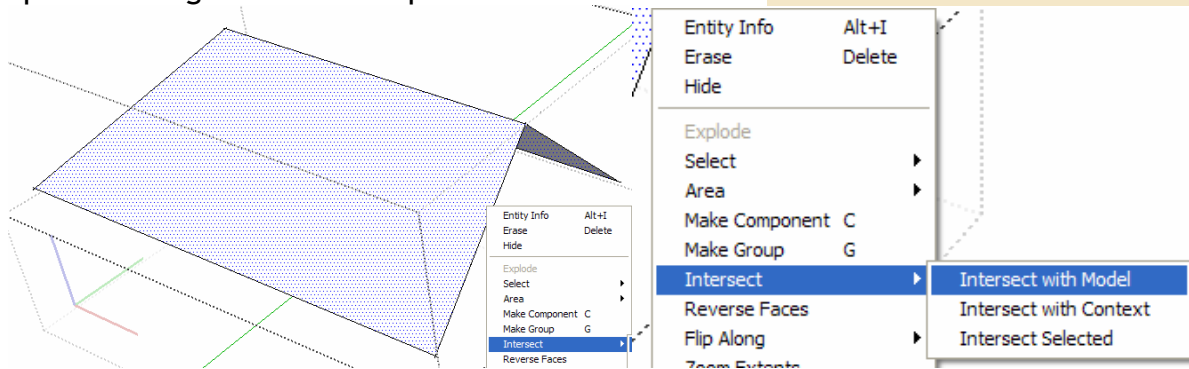 Entity Info Alt+I
Erase Delete
Hide
Explode
Select
Area
Make Component C
Make Group G
Intersect
Reverse Faces
Entity Info Alt+I
Erase Delete
Hide
Explode
Select
Area
Make Component C
Make Group G
Intersect
Reverse Faces
Flip Along
Zoom Extents
Intersect with Model
Intersect with Context
Intersect Selected